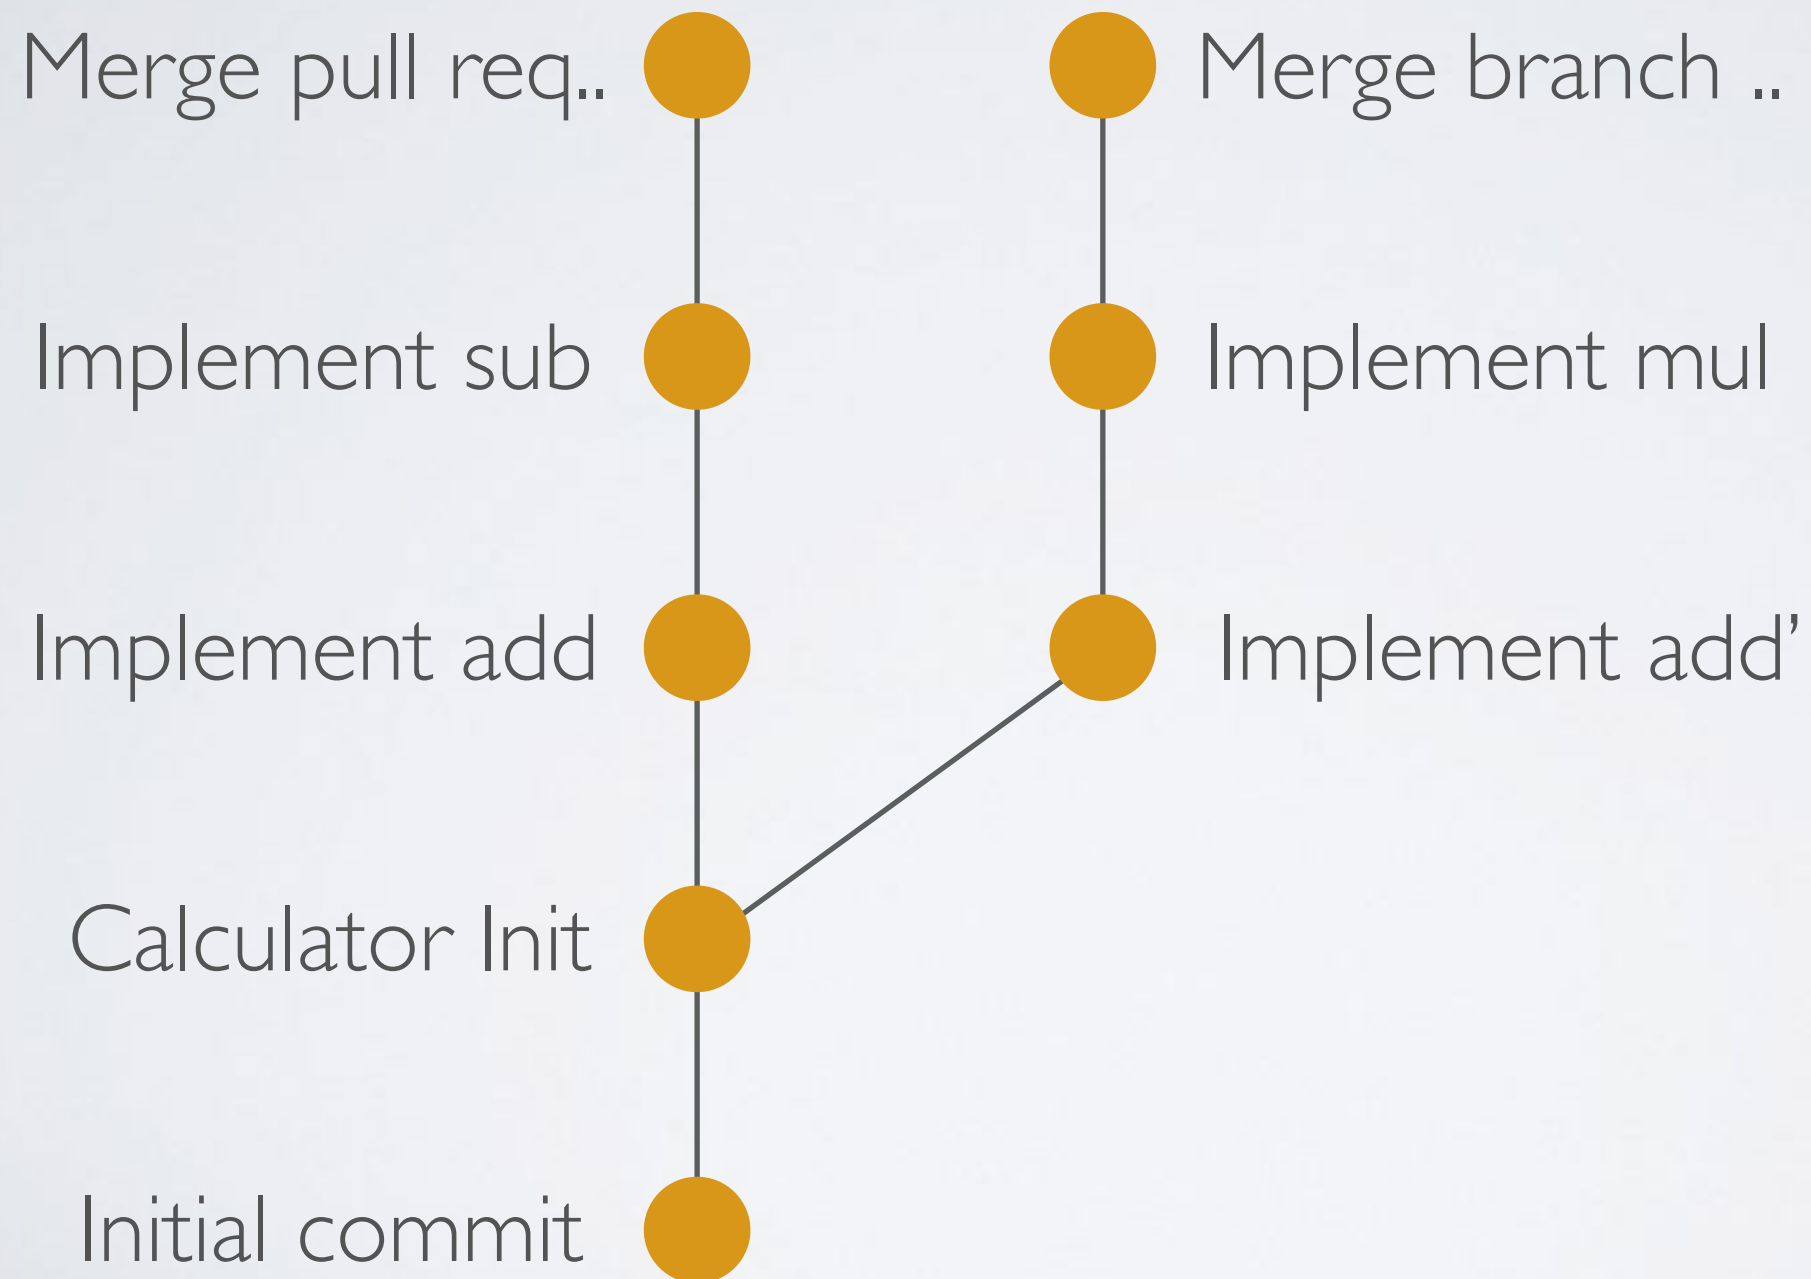 Merge pull req..
Merge branch ..
Implement sub
Implement mul
Implement add
Implement add’
Calculator Init
Initial commit